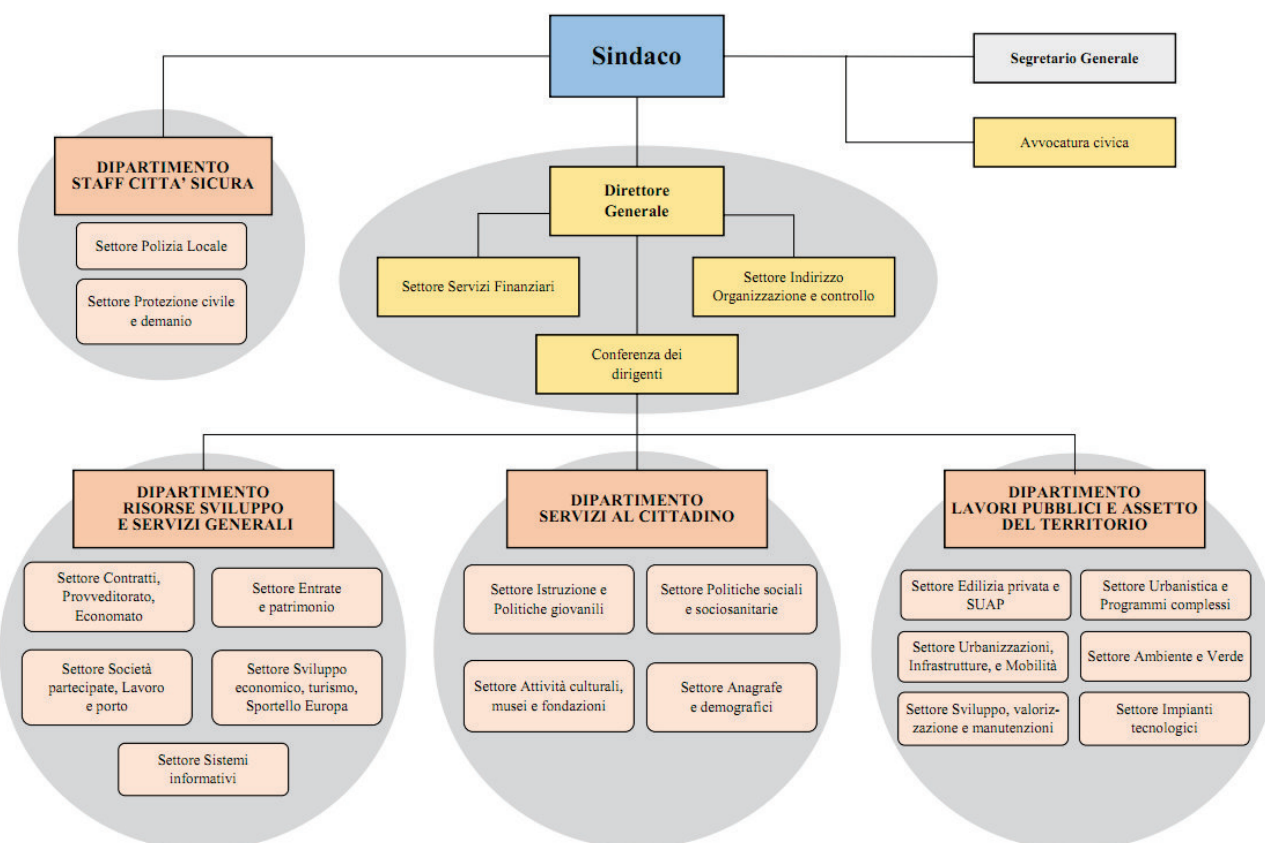 Sindaco
Segretario Generale
Avvocatura civica
DIPARTIMENTO
STAFF CITTA' SICURA
Settore Polizia Locale
Settore Protezione civile
e demanio
Direttore
Generale
Settore Servizi Finanziari
Settore Indirizzo
Organizzazione e controllo
Conferenza dei
dirigenti
DIPARTIMENTO
RISORSE SVILUPPO
E SERVIZI GENERALI
Settore Contratti,
Provveditorato,
Economato
Settore Entrate
e patrimonio
Settore Società
partecipate, Lavoro
e porto
Settore Sviluppo
economico, turismo,
Sportello Europa
Settore Sistemi
informativi
DIPARTIMENTO
SERVIZI AL CITTADINO
Settore Istruzione e
Politiche giovanili
Settore Politiche sociali
e sociosanitarie
Settore Attività culturali,
musei e fondazioni
Settore Anagrafe
e demografici
DIPARTIMENTO
LAVORI PUBBLICI E ASSETTO
DEL TERRITORIO
Settore Edilizia privata e
SUAP
Settore Urbanistica e
Programmi complessi
Settore Urbanizzazioni,
Infrastrutture, e Mobilità
Settore Ambiente e Verde
Settore Sviluppo, valoriz-
zazione e manutenzioni
Settore Impianti
tecnologici